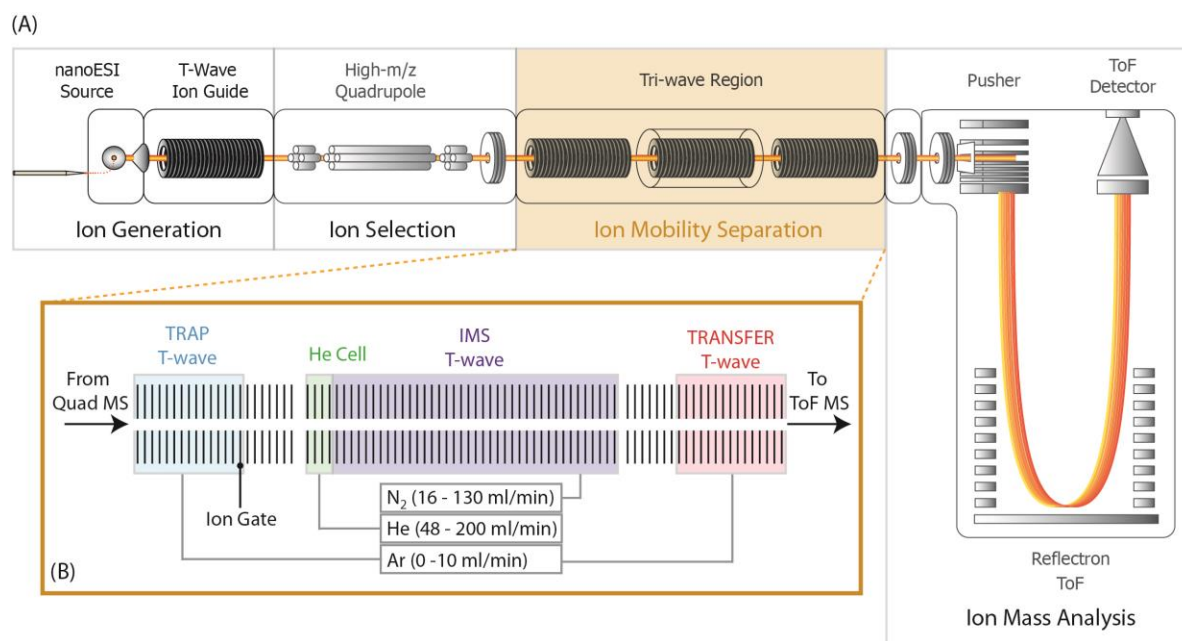 (A)
nanoESI
Source
T-Wave
Ion Guide
High-m/z
Quadrupole
Tri-wave Region
Pusher
ToF
Detector
Ion Generation
Ion Selection
Ion Mobility Separation
TRAP
T-wave
He Cell
IMS
T-wave
TRANSFER
T-wave
From
Quad MS
To
ToF MS
Ion Gate
N₂ (16 - 130 ml/min)
He (48 - 200 ml/min)
Ar (0 -10 ml/min)
(B)
Reflectron
ToF
Ion Mass Analysis